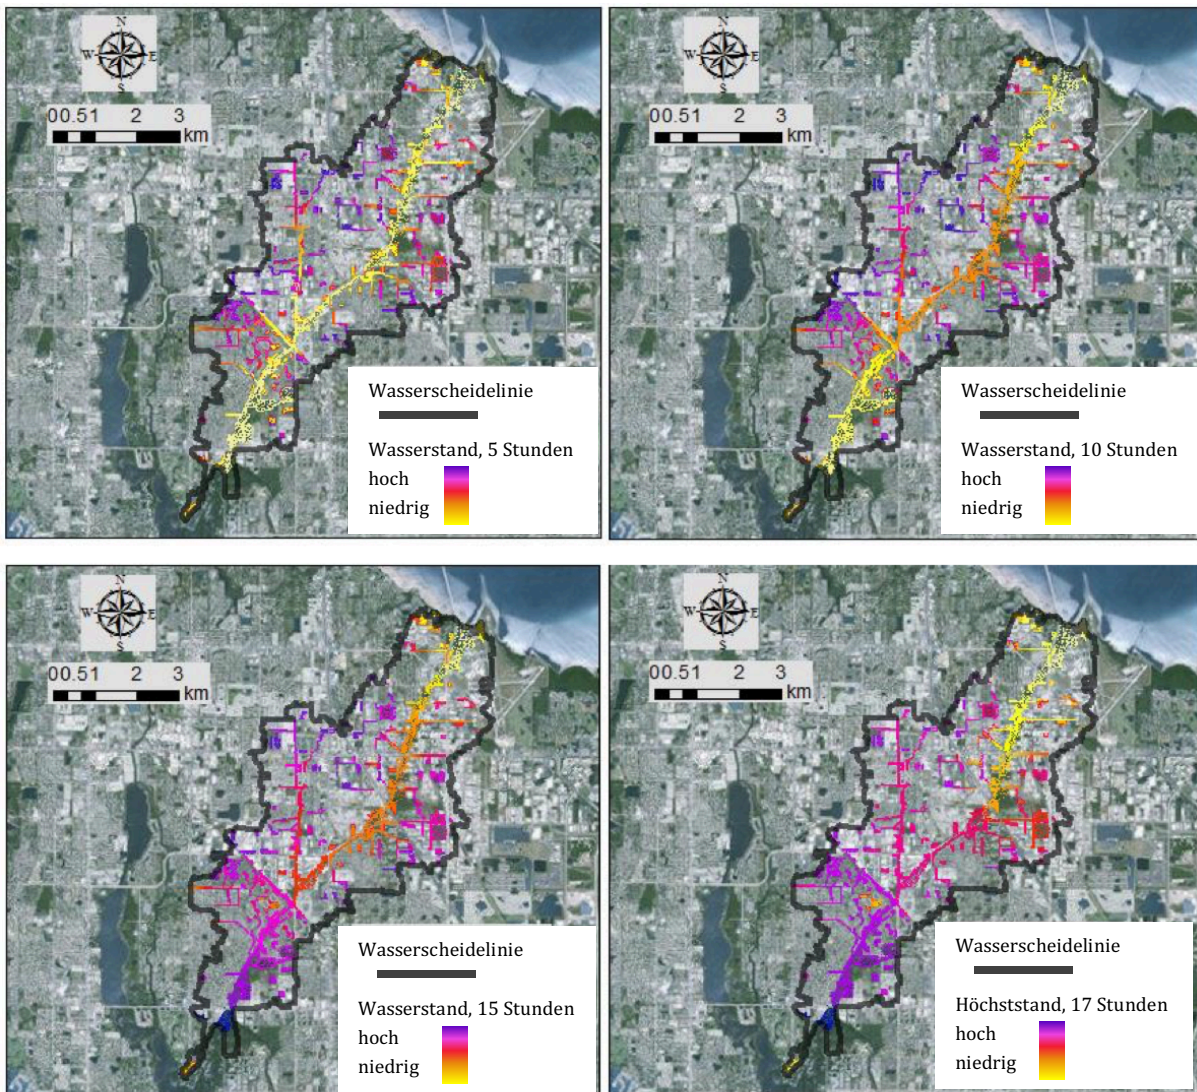 N
W E
S
00.51 2 3
km
Wasserscheidelinie
Wasserstand, 5 Stunden
hoch
niedrig
N
W E
S
00.51 2 3
km
Wasserscheidelinie
Wasserstand, 10 Stunden
hoch
niedrig
N
W E
S
00.51 2 3
km
Wasserscheidelinie
Wasserstand, 15 Stunden
hoch
niedrig
N
W E
S
00.51 2 3
km
Wasserscheidelinie
Höchststand, 17 Stunden
hoch
niedrig